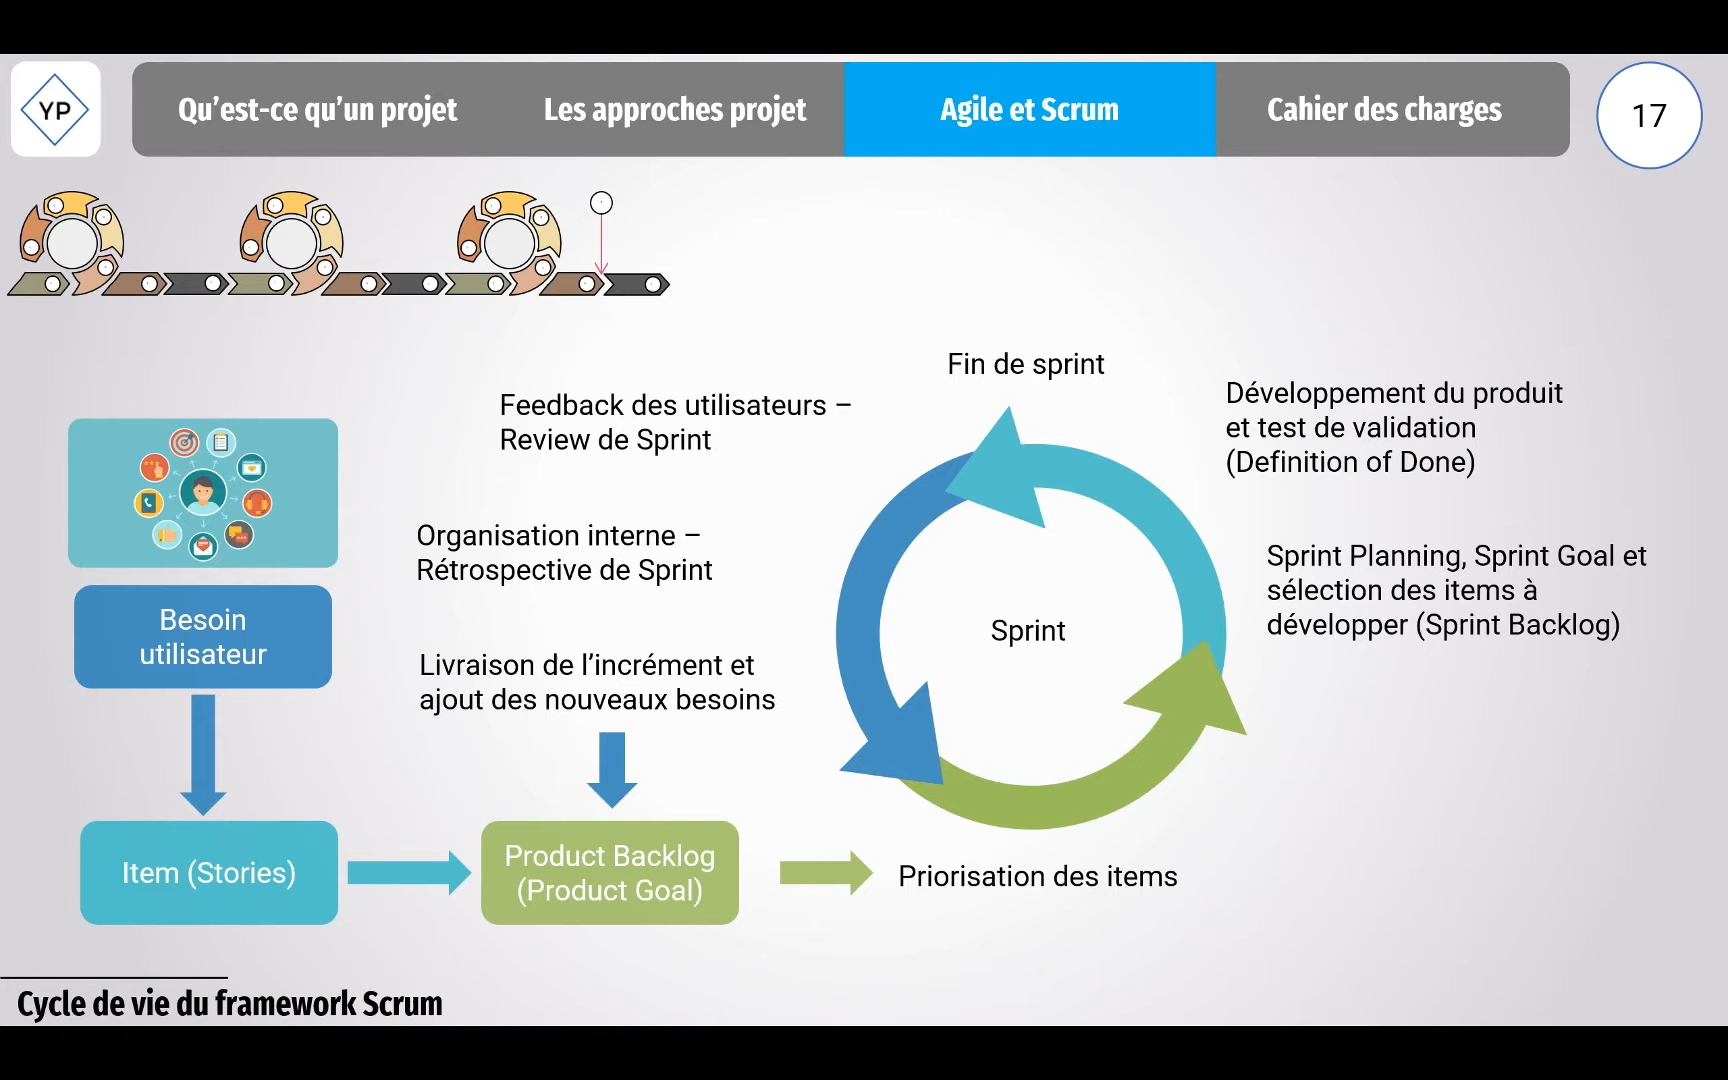 YP
Qu’est-ce qu’un projet
Les approches projet
Agile et Scrum
Cahier des charges
17
Fin de sprint
Feedback des utilisateurs –
Review de Sprint
Développement du produit
et test de validation
(Definition of Done)
Organisation interne –
Rétrospective de Sprint
Sprint Planning, Sprint Goal et
sélection des items à
développer (Sprint Backlog)
Besoin
utilisateur
Sprint
Livraison de l’incrément et
ajout des nouveaux besoins
Item (Stories)
Product Backlog
(Product Goal)
Priorisation des items
Cycle de vie du framework Scrum